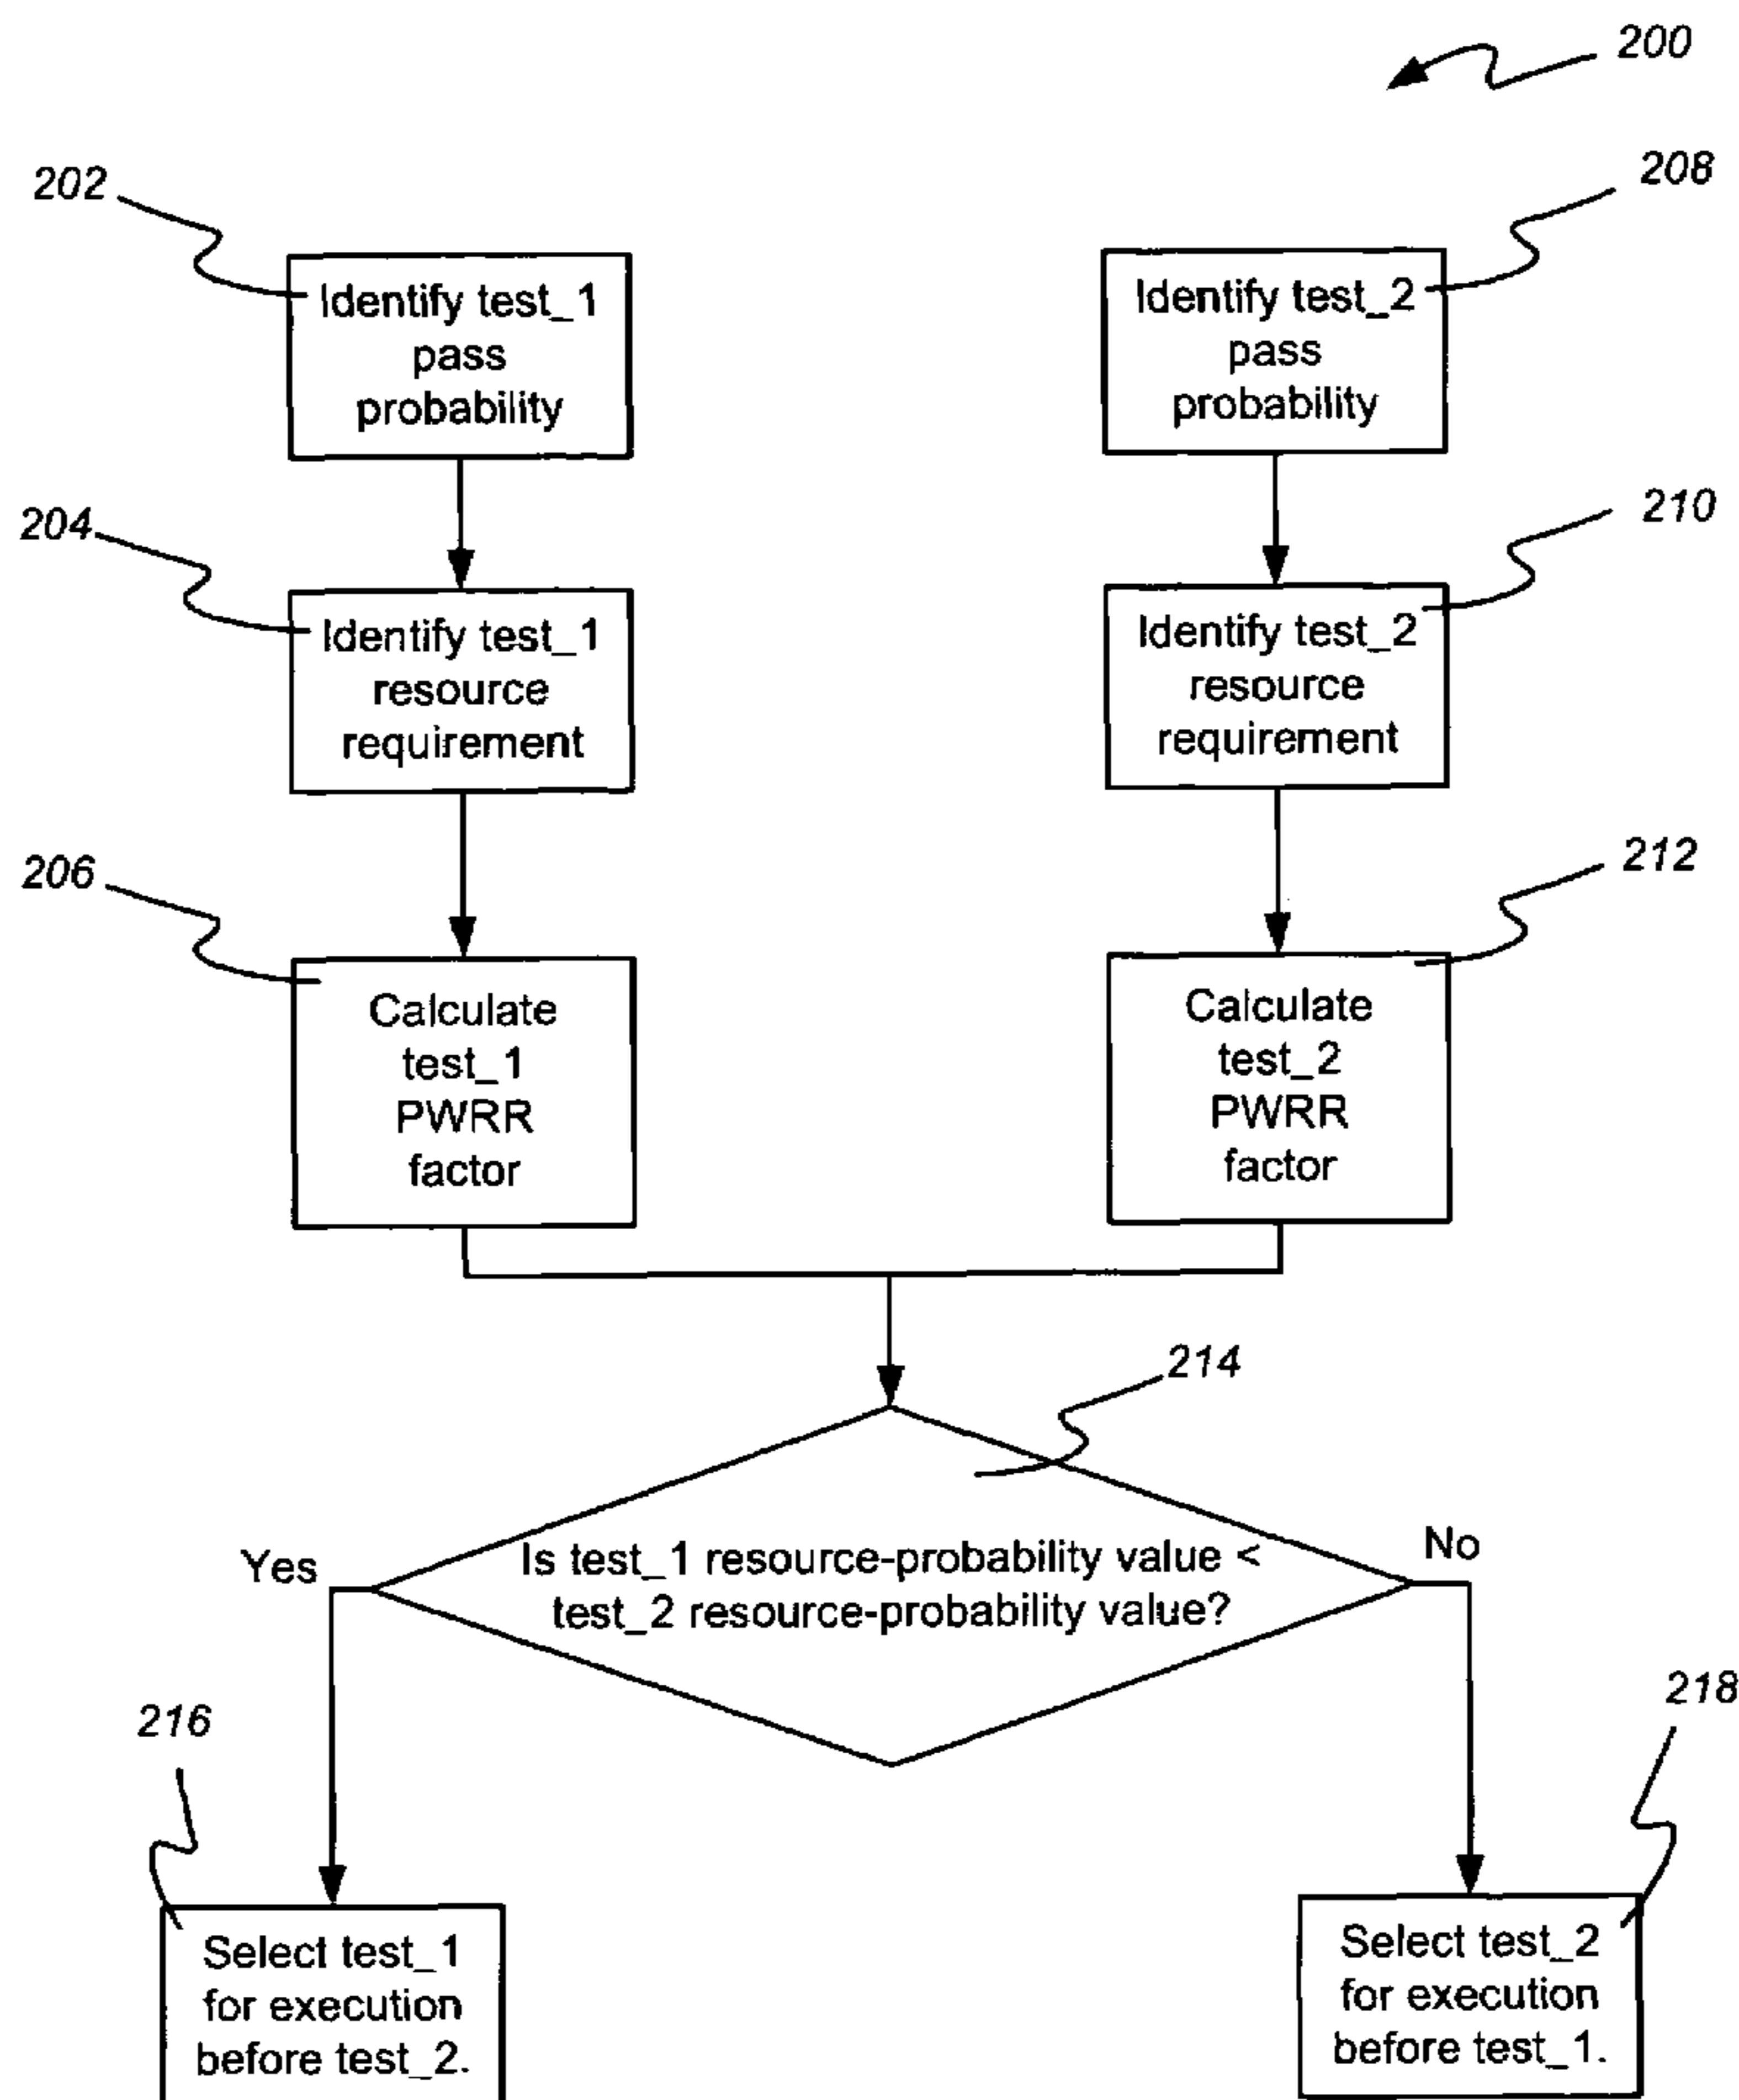 200
202
208
Identify test_1
pass
probability
Identify test_2
pass
probability
204
210
Identify test_1
resource
requirement
Identify test_2
resource
requirement
206
212
Calculate
test_1
PWRR
factor
Calculate
test_2
PWRR
factor
214
Yes
Is test_1 resource-probability value <
test_2 resource-probability value?
No
216
218
Select test_1
for execution
before test_2.
Select test_2
for execution
before test_1.